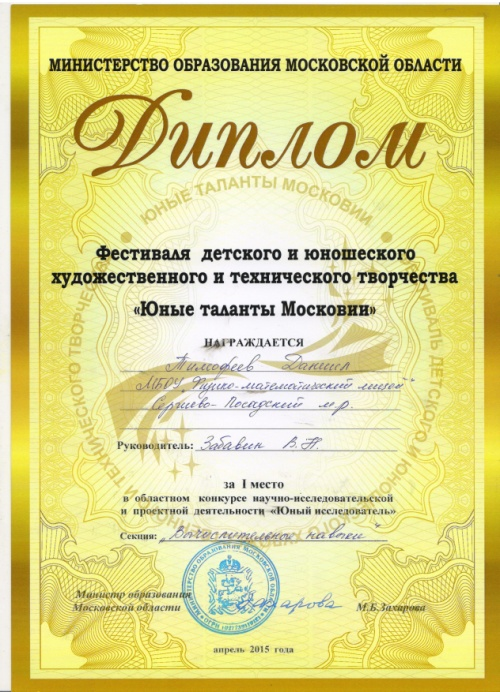 МИНИСТЕРСТВО ОБРАЗОВАНИЯ МОСКОВСКОЙ ОБЛАСТИ
Диплом
ЮНЫЕ ТАЛАНТЫ МОСКОВИИ
Фестиваля детского и юношеского
художественного и технического творчества
«Юные таланты Московии»
НАГРАЖДАЕТСЯ
Тимофеев Даниил
МБОУ „Физико-математический лицей"
Сергиево-Посадский м.р.
Руководитель: Забавин В.Н.
за I место
в областном конкурсе научно-исследовательской
и проектной деятельности «Юный исследователь»
Секция: „Вычислительные навыки"
Министр образования
Московской области
М.Б.Захарова
апрель 2015 года